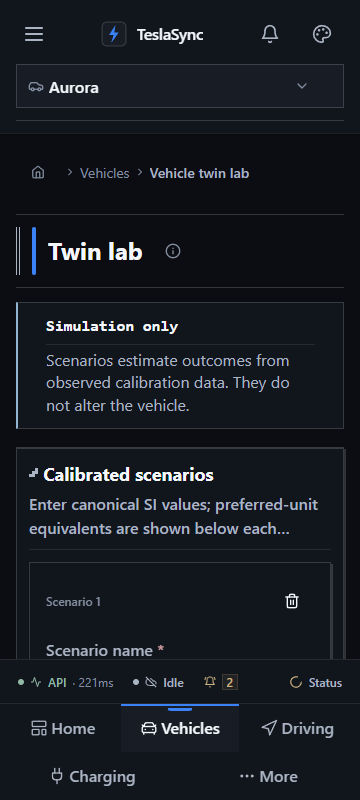 TeslaSync
Aurora
Vehicles
Vehicle twin lab
Twin lab
Simulation only
Scenarios estimate outcomes from
observed calibration data. They do
not alter the vehicle.
Calibrated scenarios
Enter canonical SI values; preferred-unit
equivalents are shown below each...
Scenario 1
Scenario name *
API · 221ms
Idle
2
Status
Home
Vehicles
Driving
Charging
More